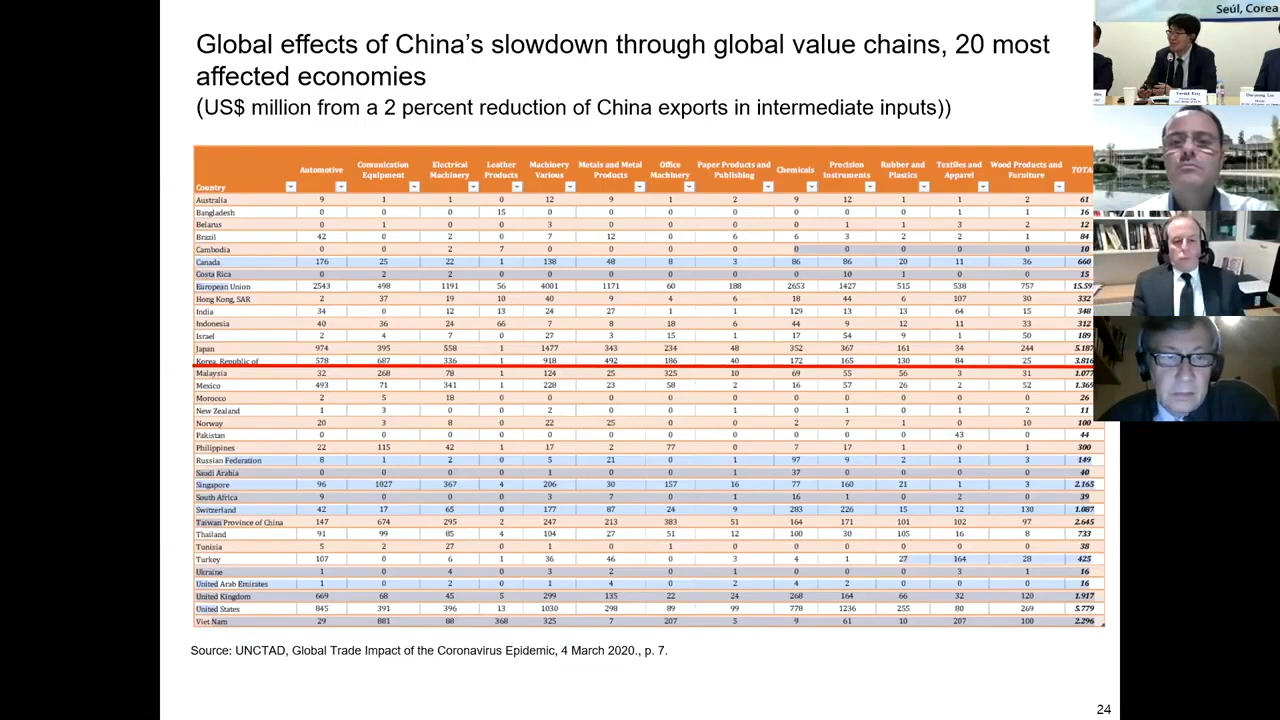 Global effects of China's slowdown through global value chains, 20 most
affected economies
(US$ million from a 2 percent reduction of China exports in intermediate inputs))
Country Automotive Comunication Equipment Electrical Machinery Leather Products Machinery Various Metals and Metal Products Office Machinery Paper Products and Publishing Chemicals Precision Instruments Rubber and Plastics Textiles and Apparel Wood Products and Furniture
Australia 9 1 1 0 12 9 1 2 9 12 1 1 2 61
Bangladesh 0 0 0 15 0 0 0 0 0 0 0 1 1 16
Belarus 0 1 0 0 3 0 0 0 0 1 1 3 2 12
Brazil 42 0 2 0 7 12 0 6 6 3 2 2 1 84
Cambodia 0 0 2 7 0 0 0 0 0 0 0 0 0 10
Canada 176 25 22 1 138 48 8 3 86 86 20 11 36 660
Costa Rica 0 2 2 0 0 0 0 0 0 10 1 0 0 15
European Union 2543 498 1191 56 4001 1171 60 188 2653 1427 515 538 757 15.59
Hong Kong, SAR 2 37 19 10 40 9 4 6 18 44 6 107 30 332
India 34 0 12 13 24 27 1 1 129 13 13 64 15 348
Indonesia 40 36 24 66 7 8 18 6 44 9 12 11 33 312
Israel 2 4 7 0 27 3 15 1 17 54 9 1 50 189
Japan 974 395 558 1 1477 343 234 48 352 367 161 34 244 5.187
Korea, Republic of 578 687 336 1 918 492 186 40 172 165 130 84 25 3.816
Malaysia 32 268 78 1 124 25 325 10 69 55 56 3 31 1.077
Mexico 493 71 341 1 228 23 58 2 16 57 26 2 52 1.369
Morocco 2 5 18 0 0 0 0 0 0 0 0 0 0 26
New Zealand 1 3 0 0 2 0 0 1 0 1 0 1 2 11
Norway 20 3 8 0 22 25 0 0 2 7 1 0 10 100
Pakistan 0 0 0 0 0 0 0 0 0 0 0 43 0 44
Philippines 22 115 42 1 17 2 77 0 7 17 1 0 1 300
Russian Federation 8 1 2 0 5 21 0 1 97 9 2 1 3 149
Saudi Arabia 0 0 0 0 1 0 0 1 37 0 0 0 0 40
Singapore 96 1027 367 4 206 30 157 16 77 160 21 1 3 2.165
South Africa 9 0 0 0 3 7 0 1 16 1 0 2 0 39
Switzerland 42 17 65 0 177 87 24 9 283 226 15 12 130 1.087
Taiwan Province of China 147 674 295 2 247 213 383 51 164 171 101 102 97 2.645
Thailand 91 99 85 4 104 27 51 12 100 30 105 16 8 733
Tunisia 5 2 27 0 1 0 1 0 0 0 0 0 0 38
Turkey 107 0 6 1 36 46 0 3 4 1 27 164 28 425
Ukraine 1 0 4 0 3 2 0 1 0 0 0 3 1 16
United Arab Emirates 1 0 2 0 1 4 0 2 4 2 0 0 0 16
United Kingdom 669 68 45 5 299 135 22 24 268 164 66 32 120 1.917
United States 845 391 396 13 1030 298 89 99 778 1236 255 80 269 5.779
Viet Nam 29 881 88 368 325 7 207 5 9 61 10 207 100 2.296
Source: UNCTAD, Global Trade Impact of the Coronavirus Epidemic, 4 March 2020., p. 7.
24
Seúl, Corea